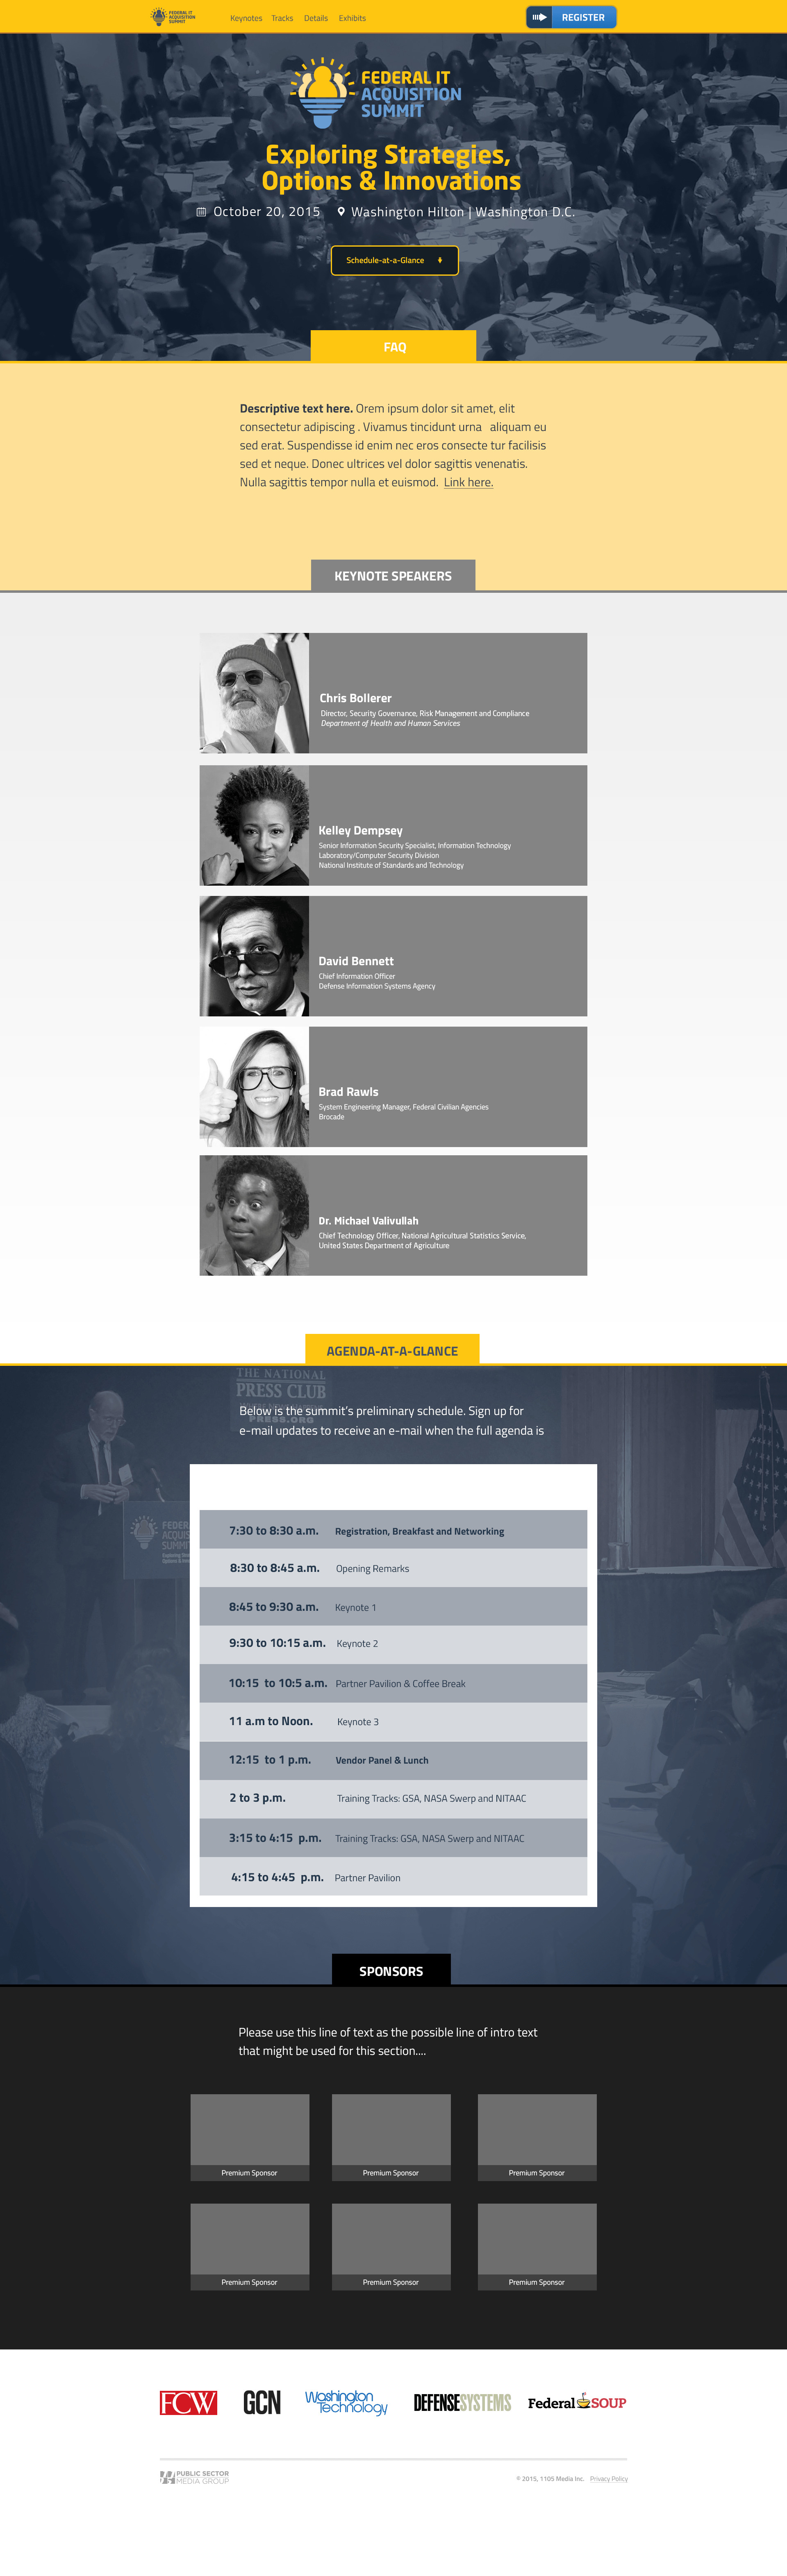 FEDERAL IT
ACQUISITION
SUMMIT
Keynotes Tracks Details Exhibits
REGISTER
FEDERAL IT
ACQUISITION
SUMMIT
Exploring Strategies,
Options & Innovations
October 20, 2015 Washington Hilton | Washington D.C.
Schedule-at-a-Glance
FAQ
Descriptive text here. Orem ipsum dolor sit amet, elit
consectetur adipiscing . Vivamus tincidunt urna aliquam eu
sed erat. Suspendisse id enim nec eros consecte tur facilisis
sed et neque. Donec ultrices vel dolor sagittis venenatis.
Nulla sagittis tempor nulla et euismod. Link here.
KEYNOTE SPEAKERS
Chris Bollerer
Director, Security Governance, Risk Management and Compliance
Department of Health and Human Services
Kelley Dempsey
Senior Information Security Specialist, Information Technology
Laboratory/Computer Security Division
National Institute of Standards and Technology
David Bennett
Chief Information Officer
Defense Information Systems Agency
Brad Rawls
System Engineering Manager, Federal Civilian Agencies
Brocade
Dr. Michael Valivullah
Chief Technology Officer, National Agricultural Statistics Service,
United States Department of Agriculture
AGENDA-AT-A-GLANCE
THE NATIONAL
PRESS CLUB
PRESS.ORG
Below is the summit's preliminary schedule. Sign up for
e-mail updates to receive an e-mail when the full agenda is
FEDERA
ACQUIS
SUMMIT
7:30 to 8:30 a.m. Registration, Breakfast and Networking
8:30 to 8:45 a.m. Opening Remarks
8:45 to 9:30 a.m. Keynote 1
9:30 to 10:15 a.m. Keynote 2
10:15 to 10:5 a.m. Partner Pavilion & Coffee Break
11 a.m to Noon. Keynote 3
12:15 to 1 p.m. Vendor Panel & Lunch
2 to 3 p.m. Training Tracks: GSA, NASA Swerp and NITAAC
3:15 to 4:15 p.m. Training Tracks: GSA, NASA Swerp and NITAAC
4:15 to 4:45 p.m. Partner Pavilion
SPONSORS
Please use this line of text as the possible line of intro text
that might be used for this section....
Premium Sponsor Premium Sponsor Premium Sponsor
Premium Sponsor Premium Sponsor Premium Sponsor
FCW GCN Washington Technology DEFENSESYSTEMS Federal SOUP
PUBLIC SECTOR
MEDIA GROUP
© 2015, 1105 Media Inc. Privacy Policy